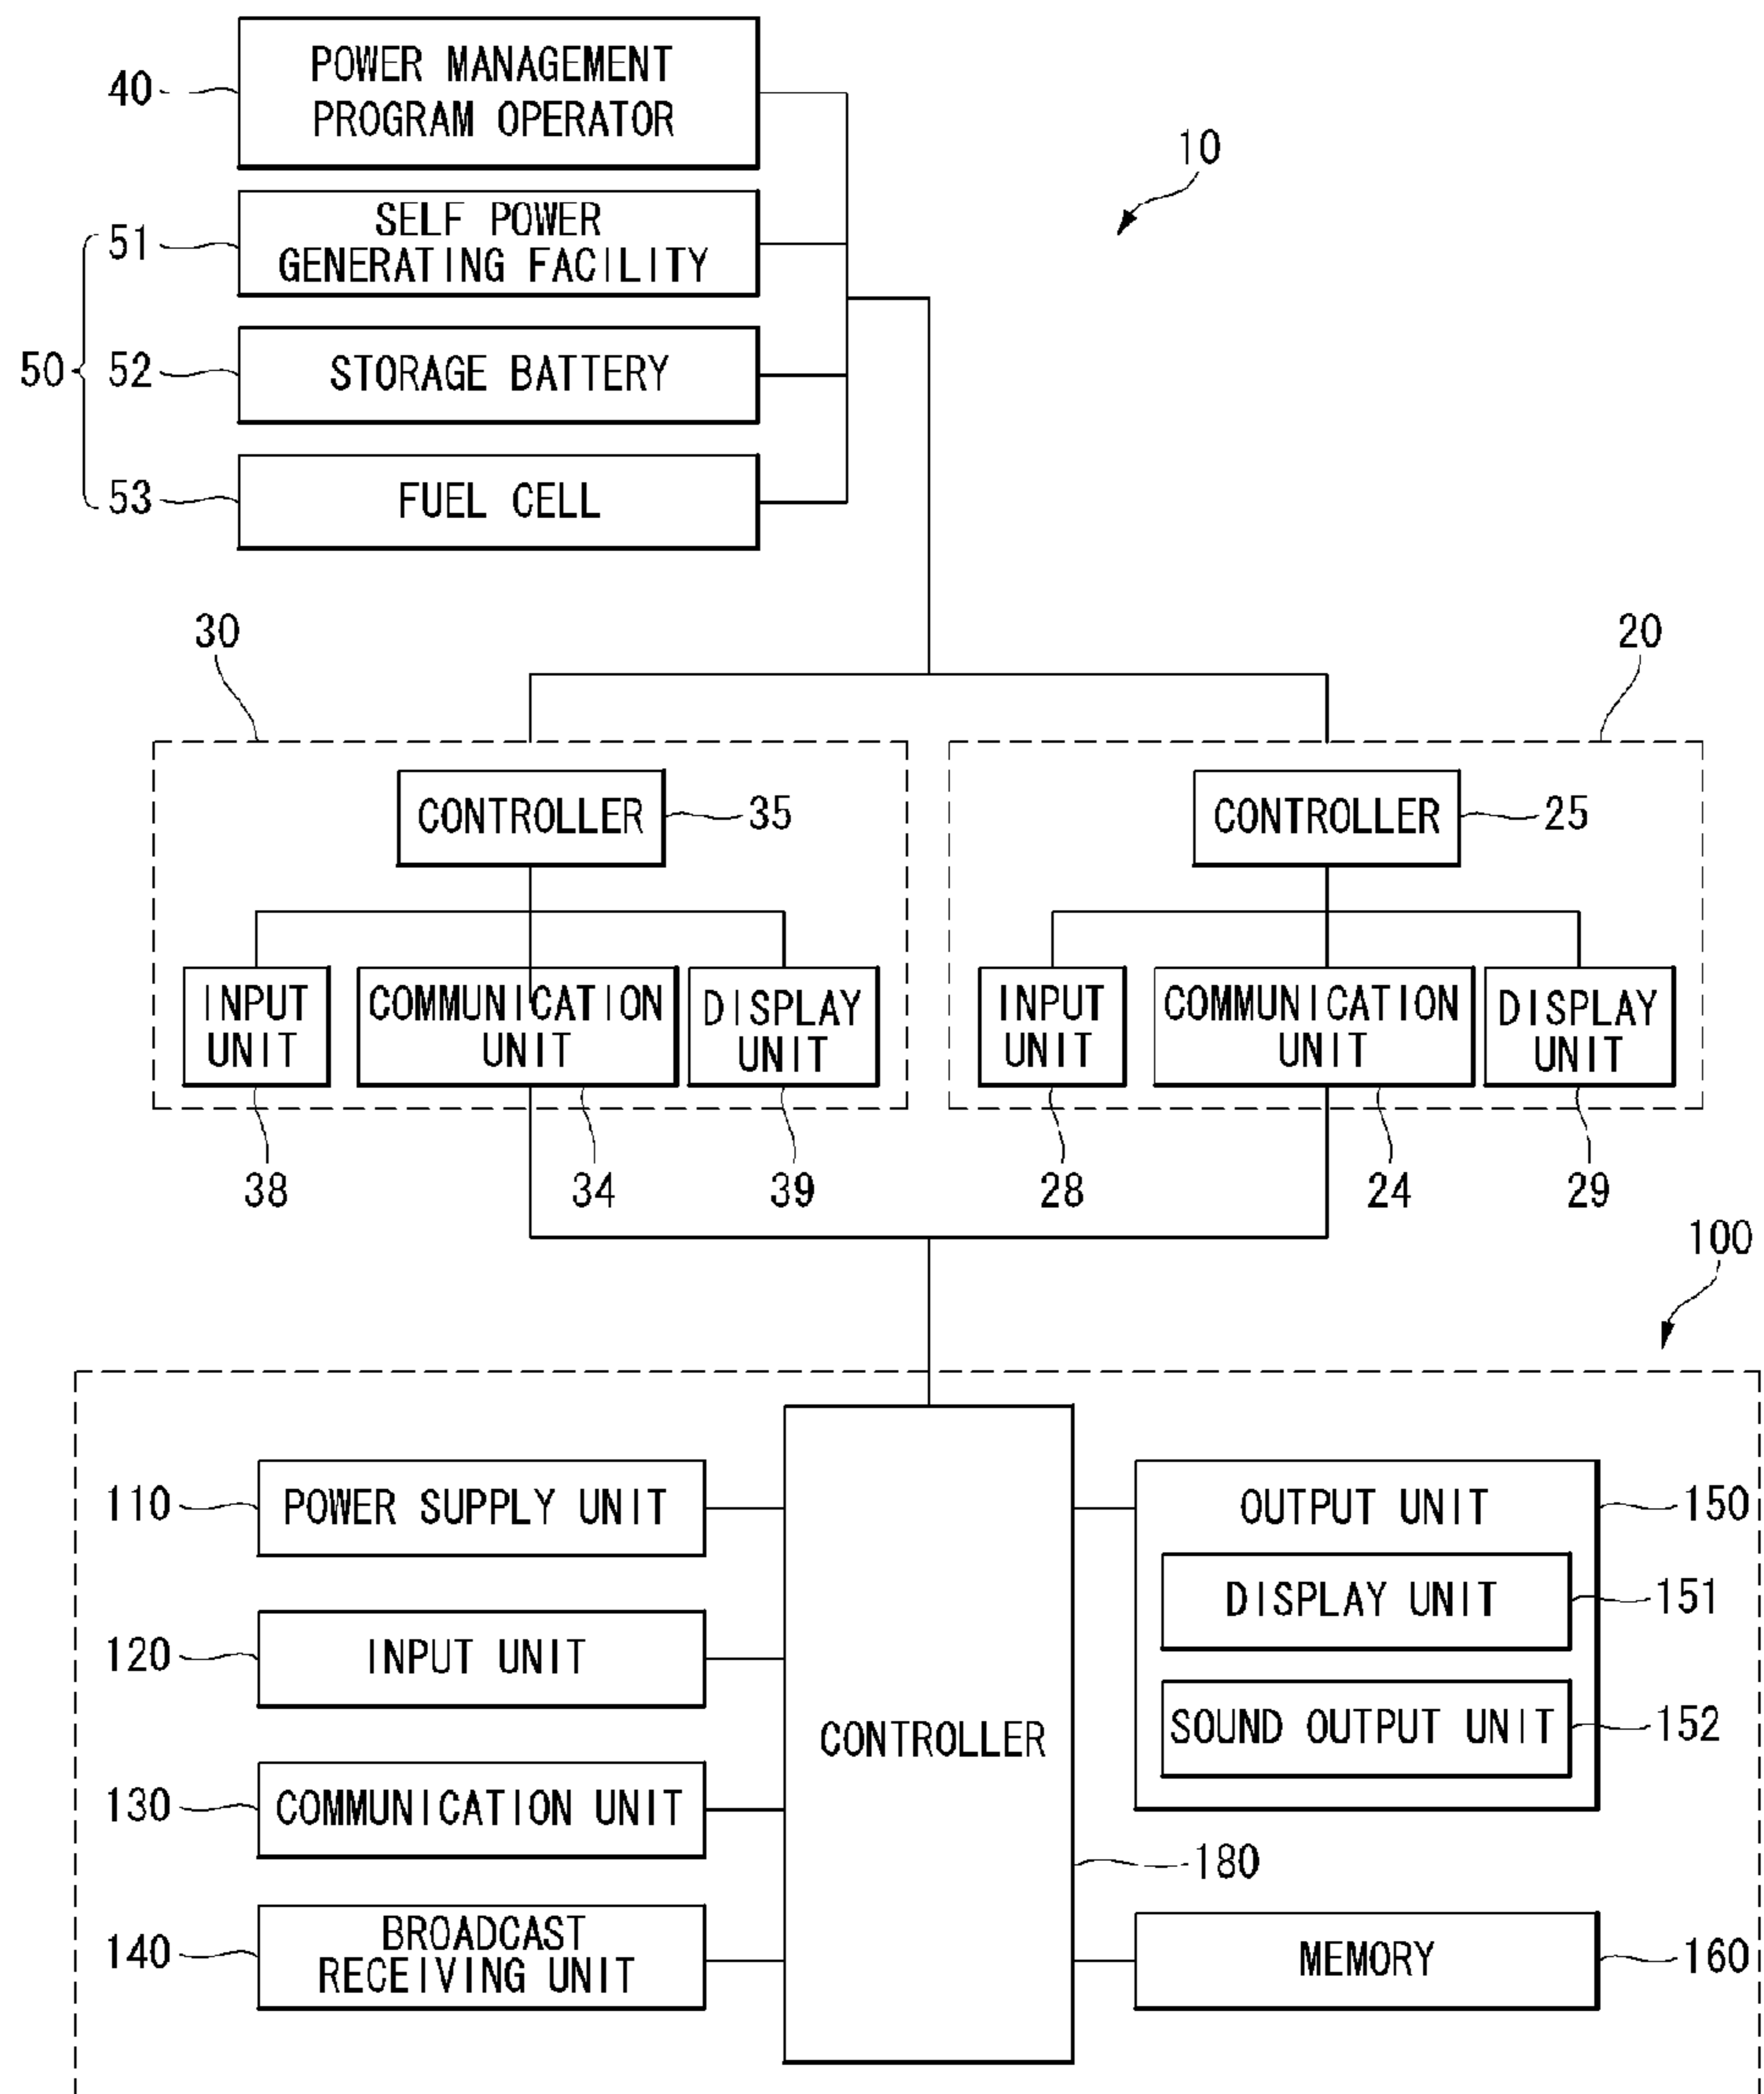 40
POWER MANAGEMENT
PROGRAM OPERATOR
10
51
SELF POWER
GENERATING FACILITY
50
52
STORAGE BATTERY
53
FUEL CELL
30
20
CONTROLLER
35
CONTROLLER
25
INPUT
UNIT
COMMUNICATION
UNIT
DISPLAY
UNIT
INPUT
UNIT
COMMUNICATION
UNIT
DISPLAY
UNIT
38
34
39
28
24
29
100
110
POWER SUPPLY UNIT
OUTPUT UNIT
150
DISPLAY UNIT
151
120
INPUT UNIT
SOUND OUTPUT UNIT
152
CONTROLLER
130
COMMUNICATION UNIT
180
140
BROADCAST
RECEIVING UNIT
MEMORY
160